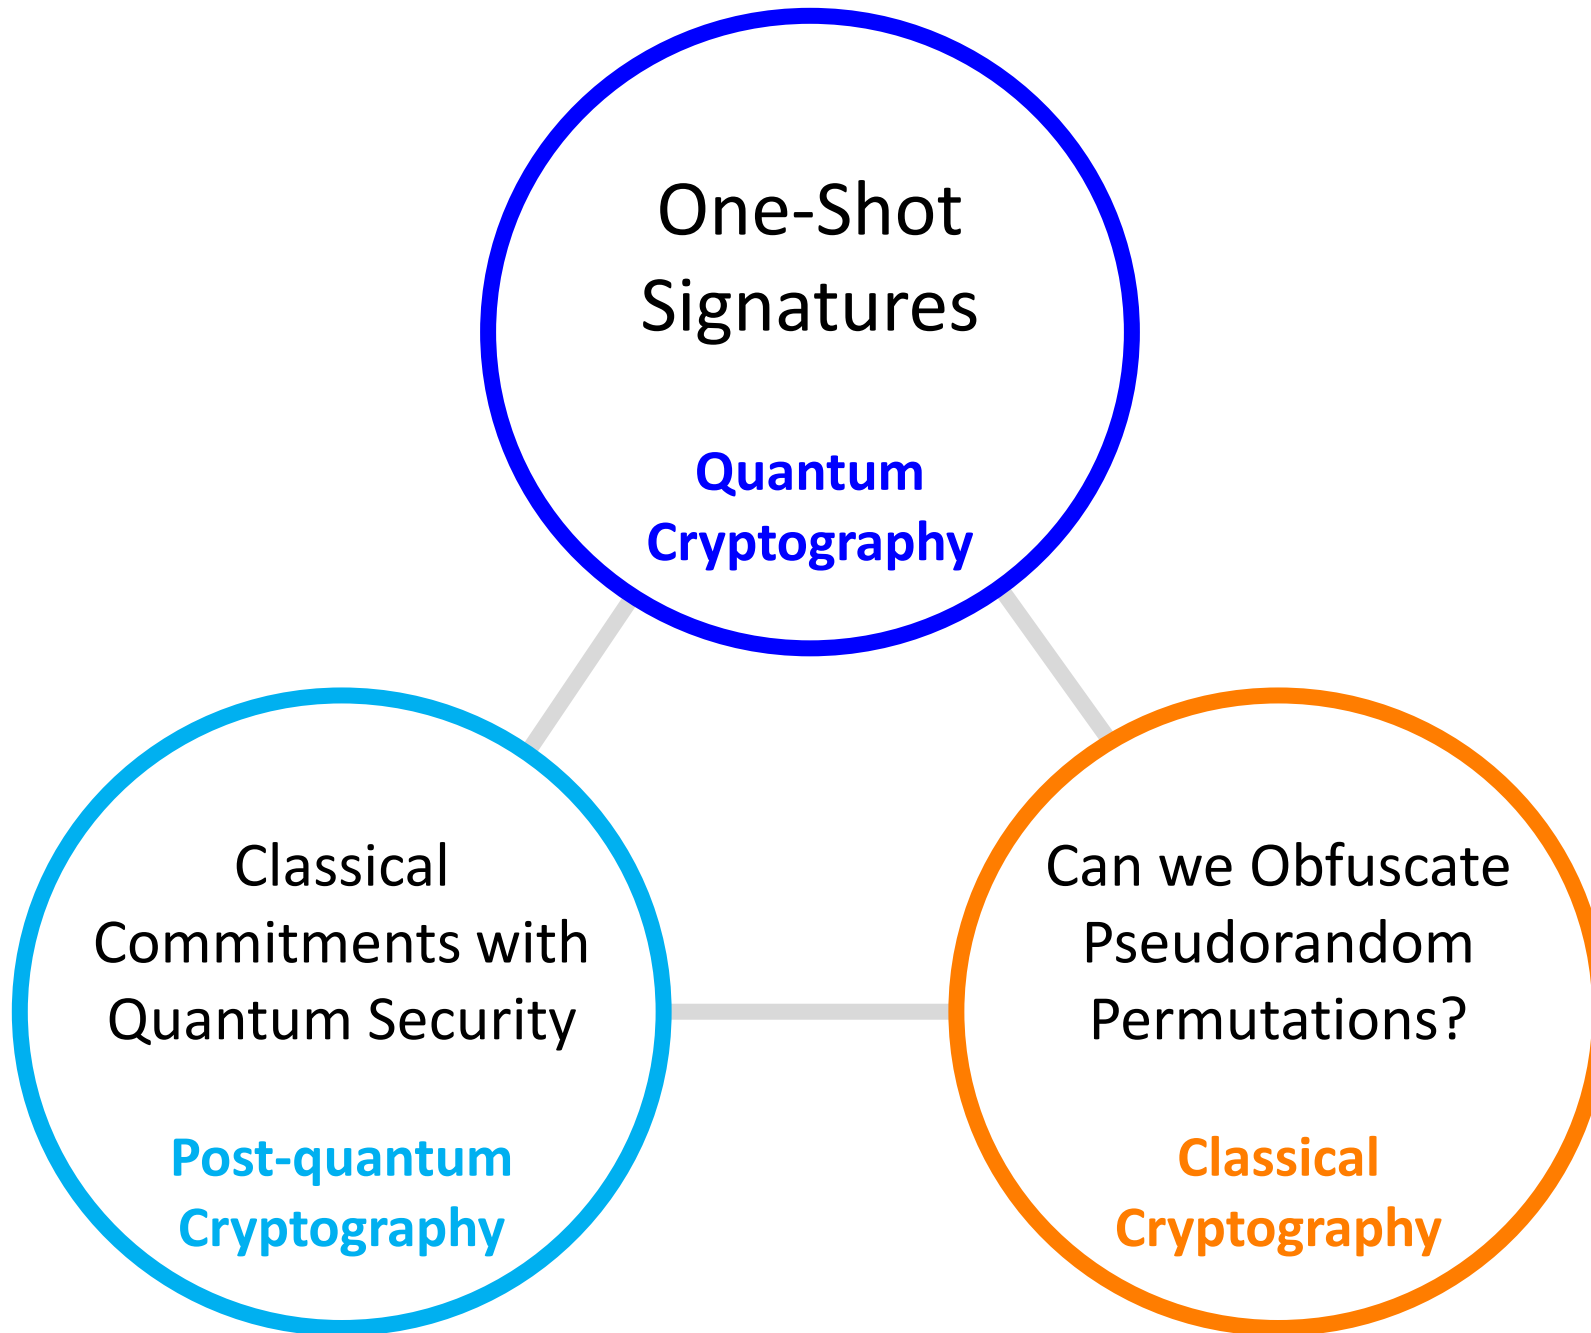 One-Shot
Signatures
Quantum
Cryptography
Classical
Commitments with
Quantum Security
Post-quantum
Cryptography
Can we Obfuscate
Pseudorandom
Permutations?
Classical
Cryptography